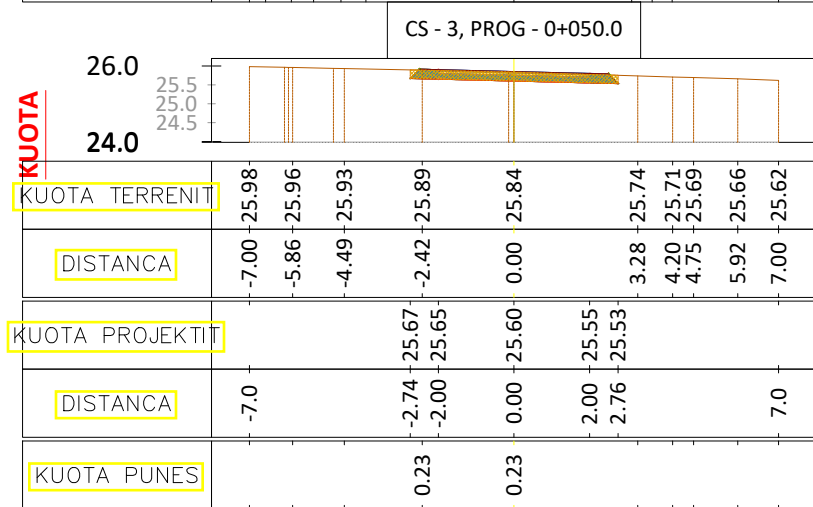 CS - 3, PROG - 0+050.0
KUOTA
26.0
25.5
25.0
24.5
24.0
KUOTA TERRENIT 25.98 25.96 25.93 25.89 25.84 25.74 25.71 25.69 25.66 25.62
DISTANCA -7.00 -5.86 -4.49 -2.42 0.00 3.28 4.20 4.75 5.92 7.00
KUOTA PROJEKTIT 25.67 25.65 25.60 25.55 25.53
DISTANCA -7.0 -2.74 -2.00 0.00 2.00 2.76 7.0
KUOTA PUNES 0.23 0.23